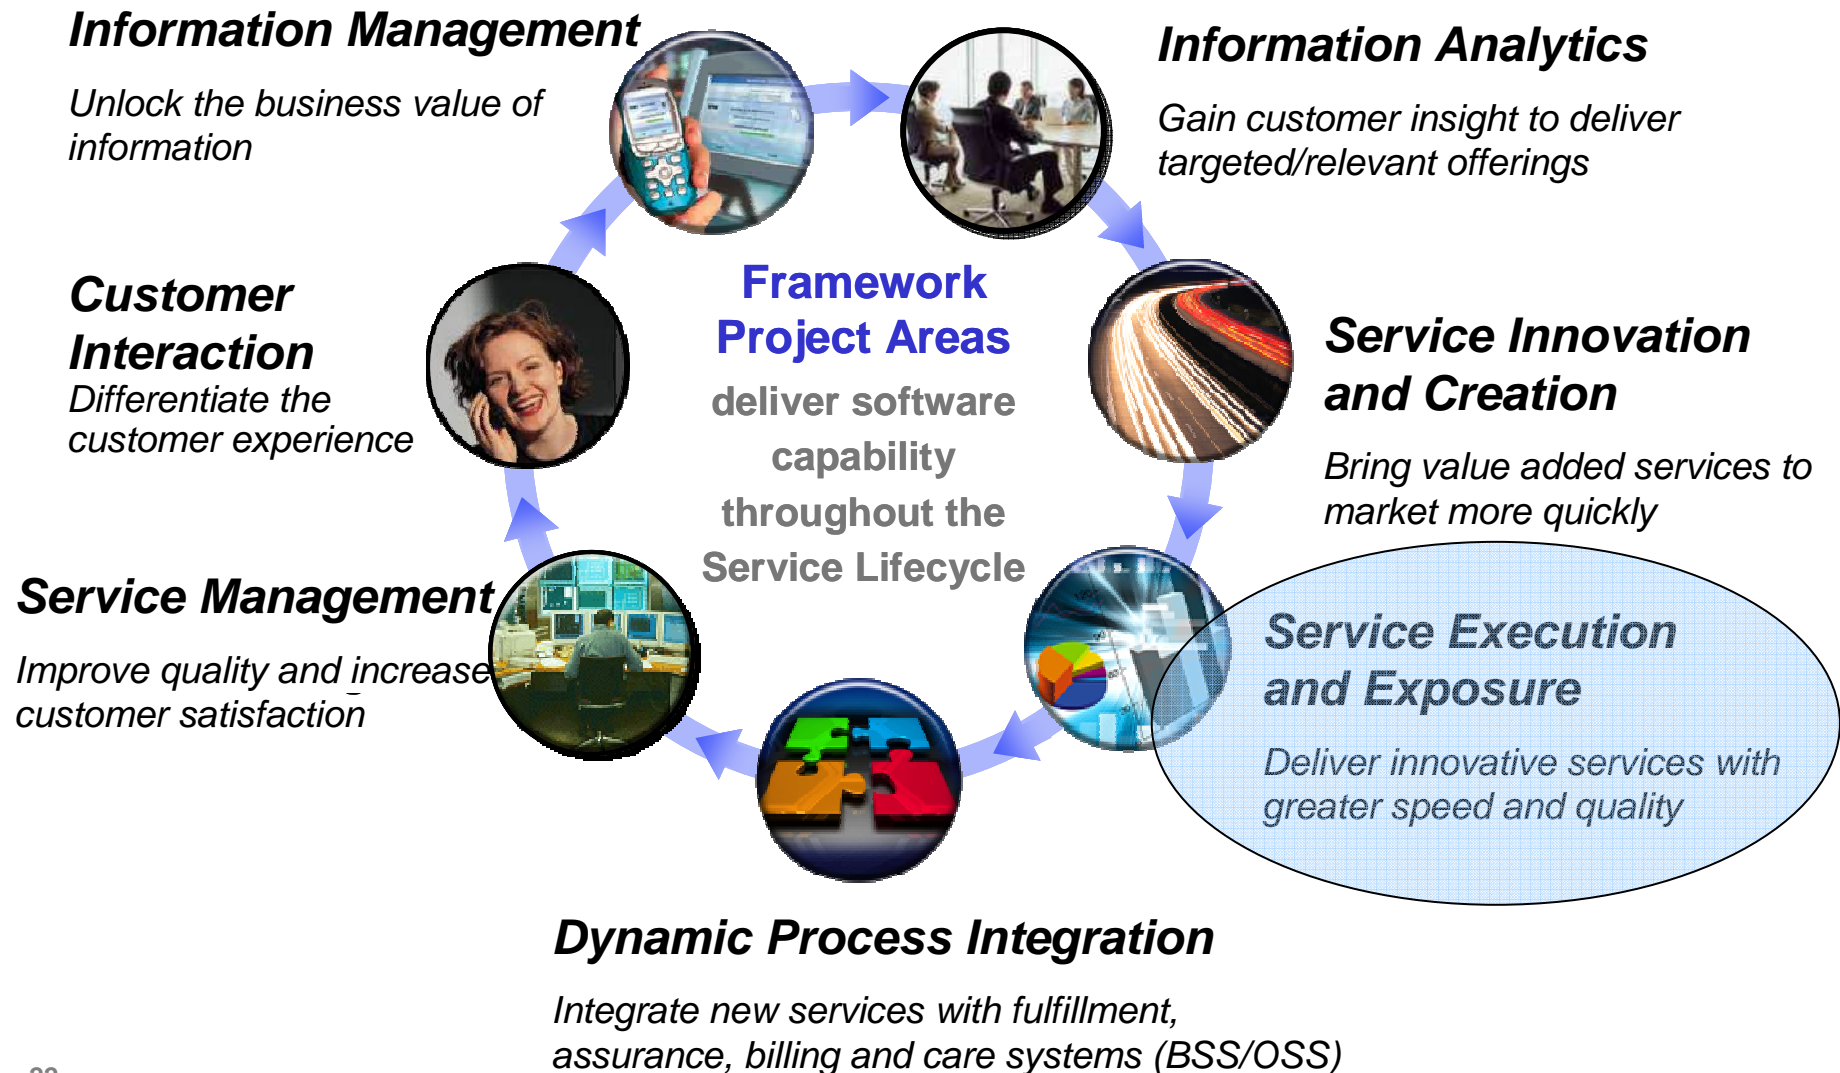 Information Management
Unlock the business value of
information
Information Analytics
Gain customer insight to deliver
targeted/relevant offerings
Customer
Interaction
Differentiate the
customer experience
Framework
Project Areas
deliver software
capability
throughout the
Service Lifecycle
Service Innovation
and Creation
Bring value added services to
market more quickly
Service Management
Improve quality and increase
customer satisfaction
Service Execution
and Exposure
Deliver innovative services with
greater speed and quality
Dynamic Process Integration
Integrate new services with fulfillment,
assurance, billing and care systems (BSS/OSS)